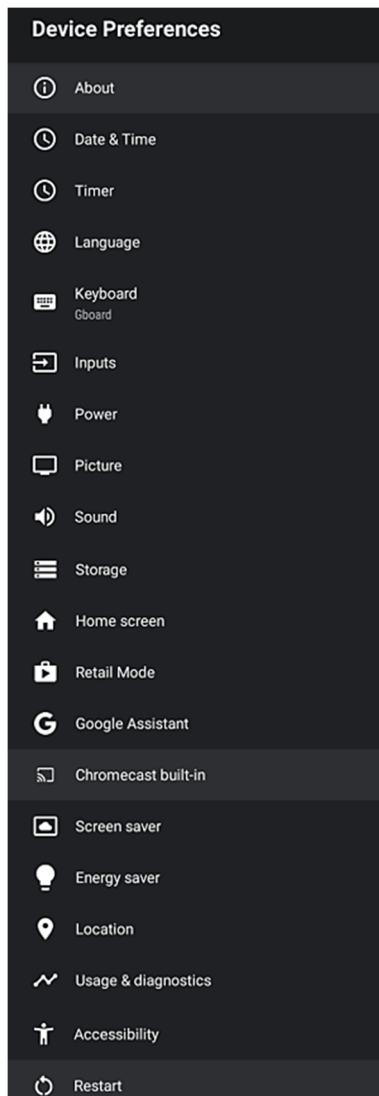 Device Preferences
About
Date & Time
Timer
Language
Keyboard
Gboard
Inputs
Power
Picture
Sound
Storage
Home screen
Retail Mode
Google Assistant
Chromecast built-in
Screen saver
Energy saver
Location
Usage & diagnostics
Accessibility
Restart